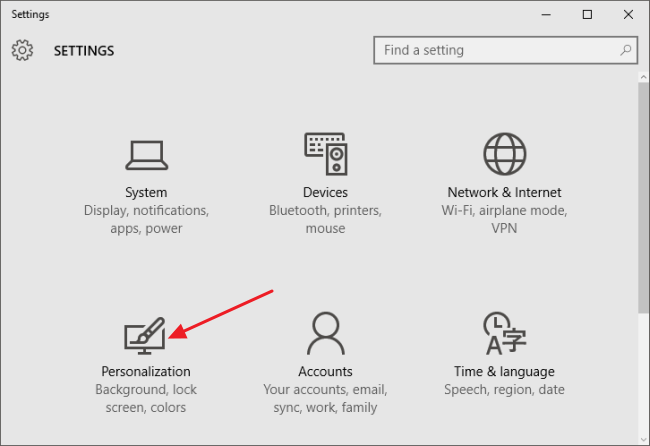 Settings
SETTINGS
Find a setting
System
Display, notifications,
apps, power
Devices
Bluetooth, printers,
mouse
Network & Internet
Wi-Fi, airplane mode,
VPN
Personalization
Background, lock
screen, colors
Accounts
Your accounts, email,
sync, work, family
Time & language
Speech, region, date